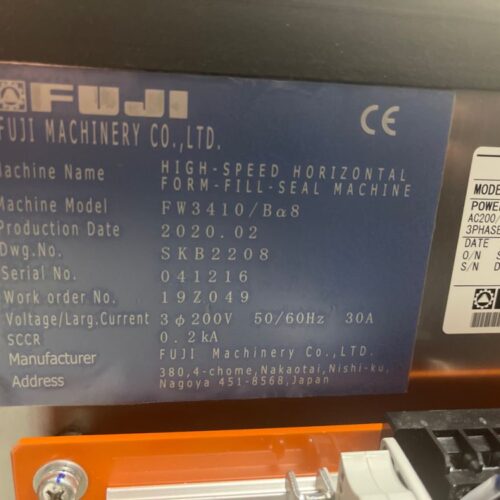 FUJI
FUJI MACHINERY CO.,LTD.
CE
Machine Name HIGH-SPEED HORIZONTAL
FORM-FILL-SEAL MACHINE
Machine Model FW3410/Bα8
Production Date 2020.02
Dwg.No. SKB2208
Serial No. 041216
Work order No. 19Z049
Voltage/Larg.Current 3φ200V 50/60Hz 30A
SCCR 0.2kA
Manufacturer FUJI Machinery Co.,LTD.
Address 380,4-chome,Nakaotai,Nishi-ku,
Nagoya 451-8568,Japan
MODE
POWER
AC200/
3PHASE
DATE
O/N S
S/N D